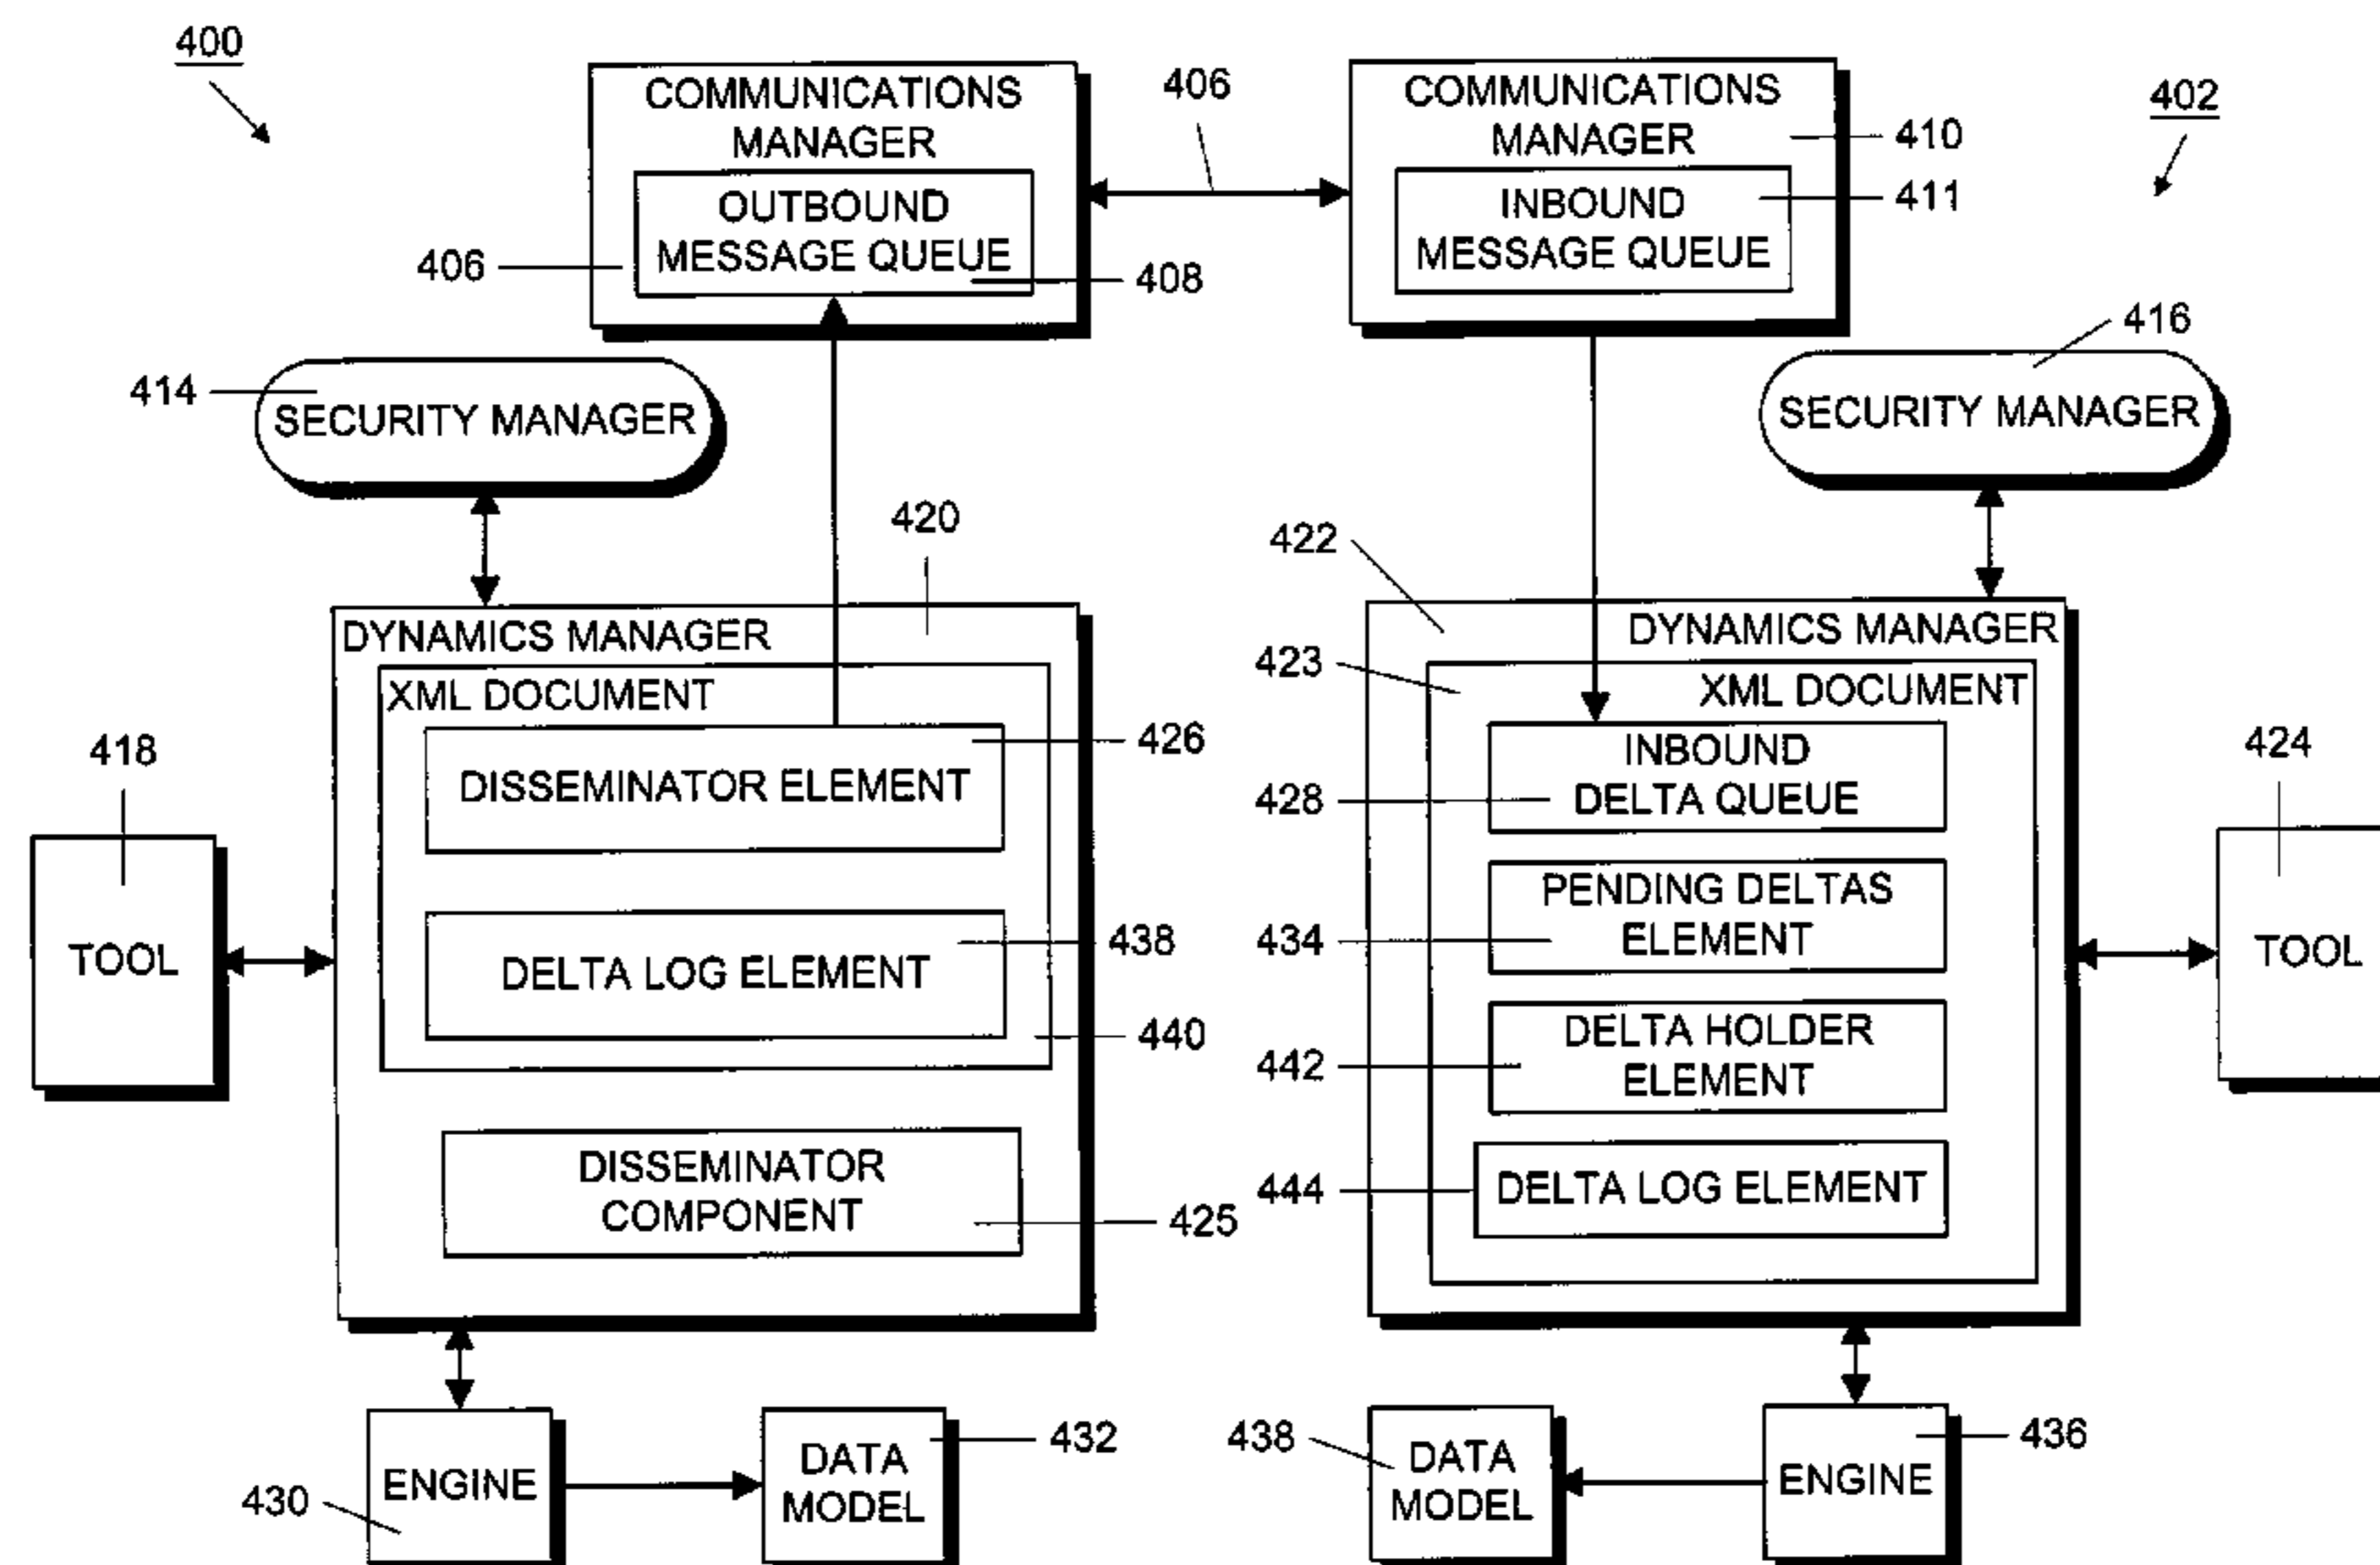 400
COMMUNICATIONS
MANAGER
OUTBOUND
MESSAGE QUEUE
406
408
406
COMMUNICATIONS
MANAGER
410
INBOUND
MESSAGE QUEUE
411
402
414
SECURITY MANAGER
416
SECURITY MANAGER
420
DYNAMICS MANAGER
XML DOCUMENT
DISSEMINATOR ELEMENT
426
DELTA LOG ELEMENT
438
440
DISSEMINATOR
COMPONENT
425
418
TOOL
422
DYNAMICS MANAGER
423
XML DOCUMENT
INBOUND
DELTA QUEUE
428
PENDING DELTAS
ELEMENT
434
DELTA HOLDER
ELEMENT
442
DELTA LOG ELEMENT
444
424
TOOL
ENGINE
430
DATA
MODEL
432
438
DATA
MODEL
ENGINE
436